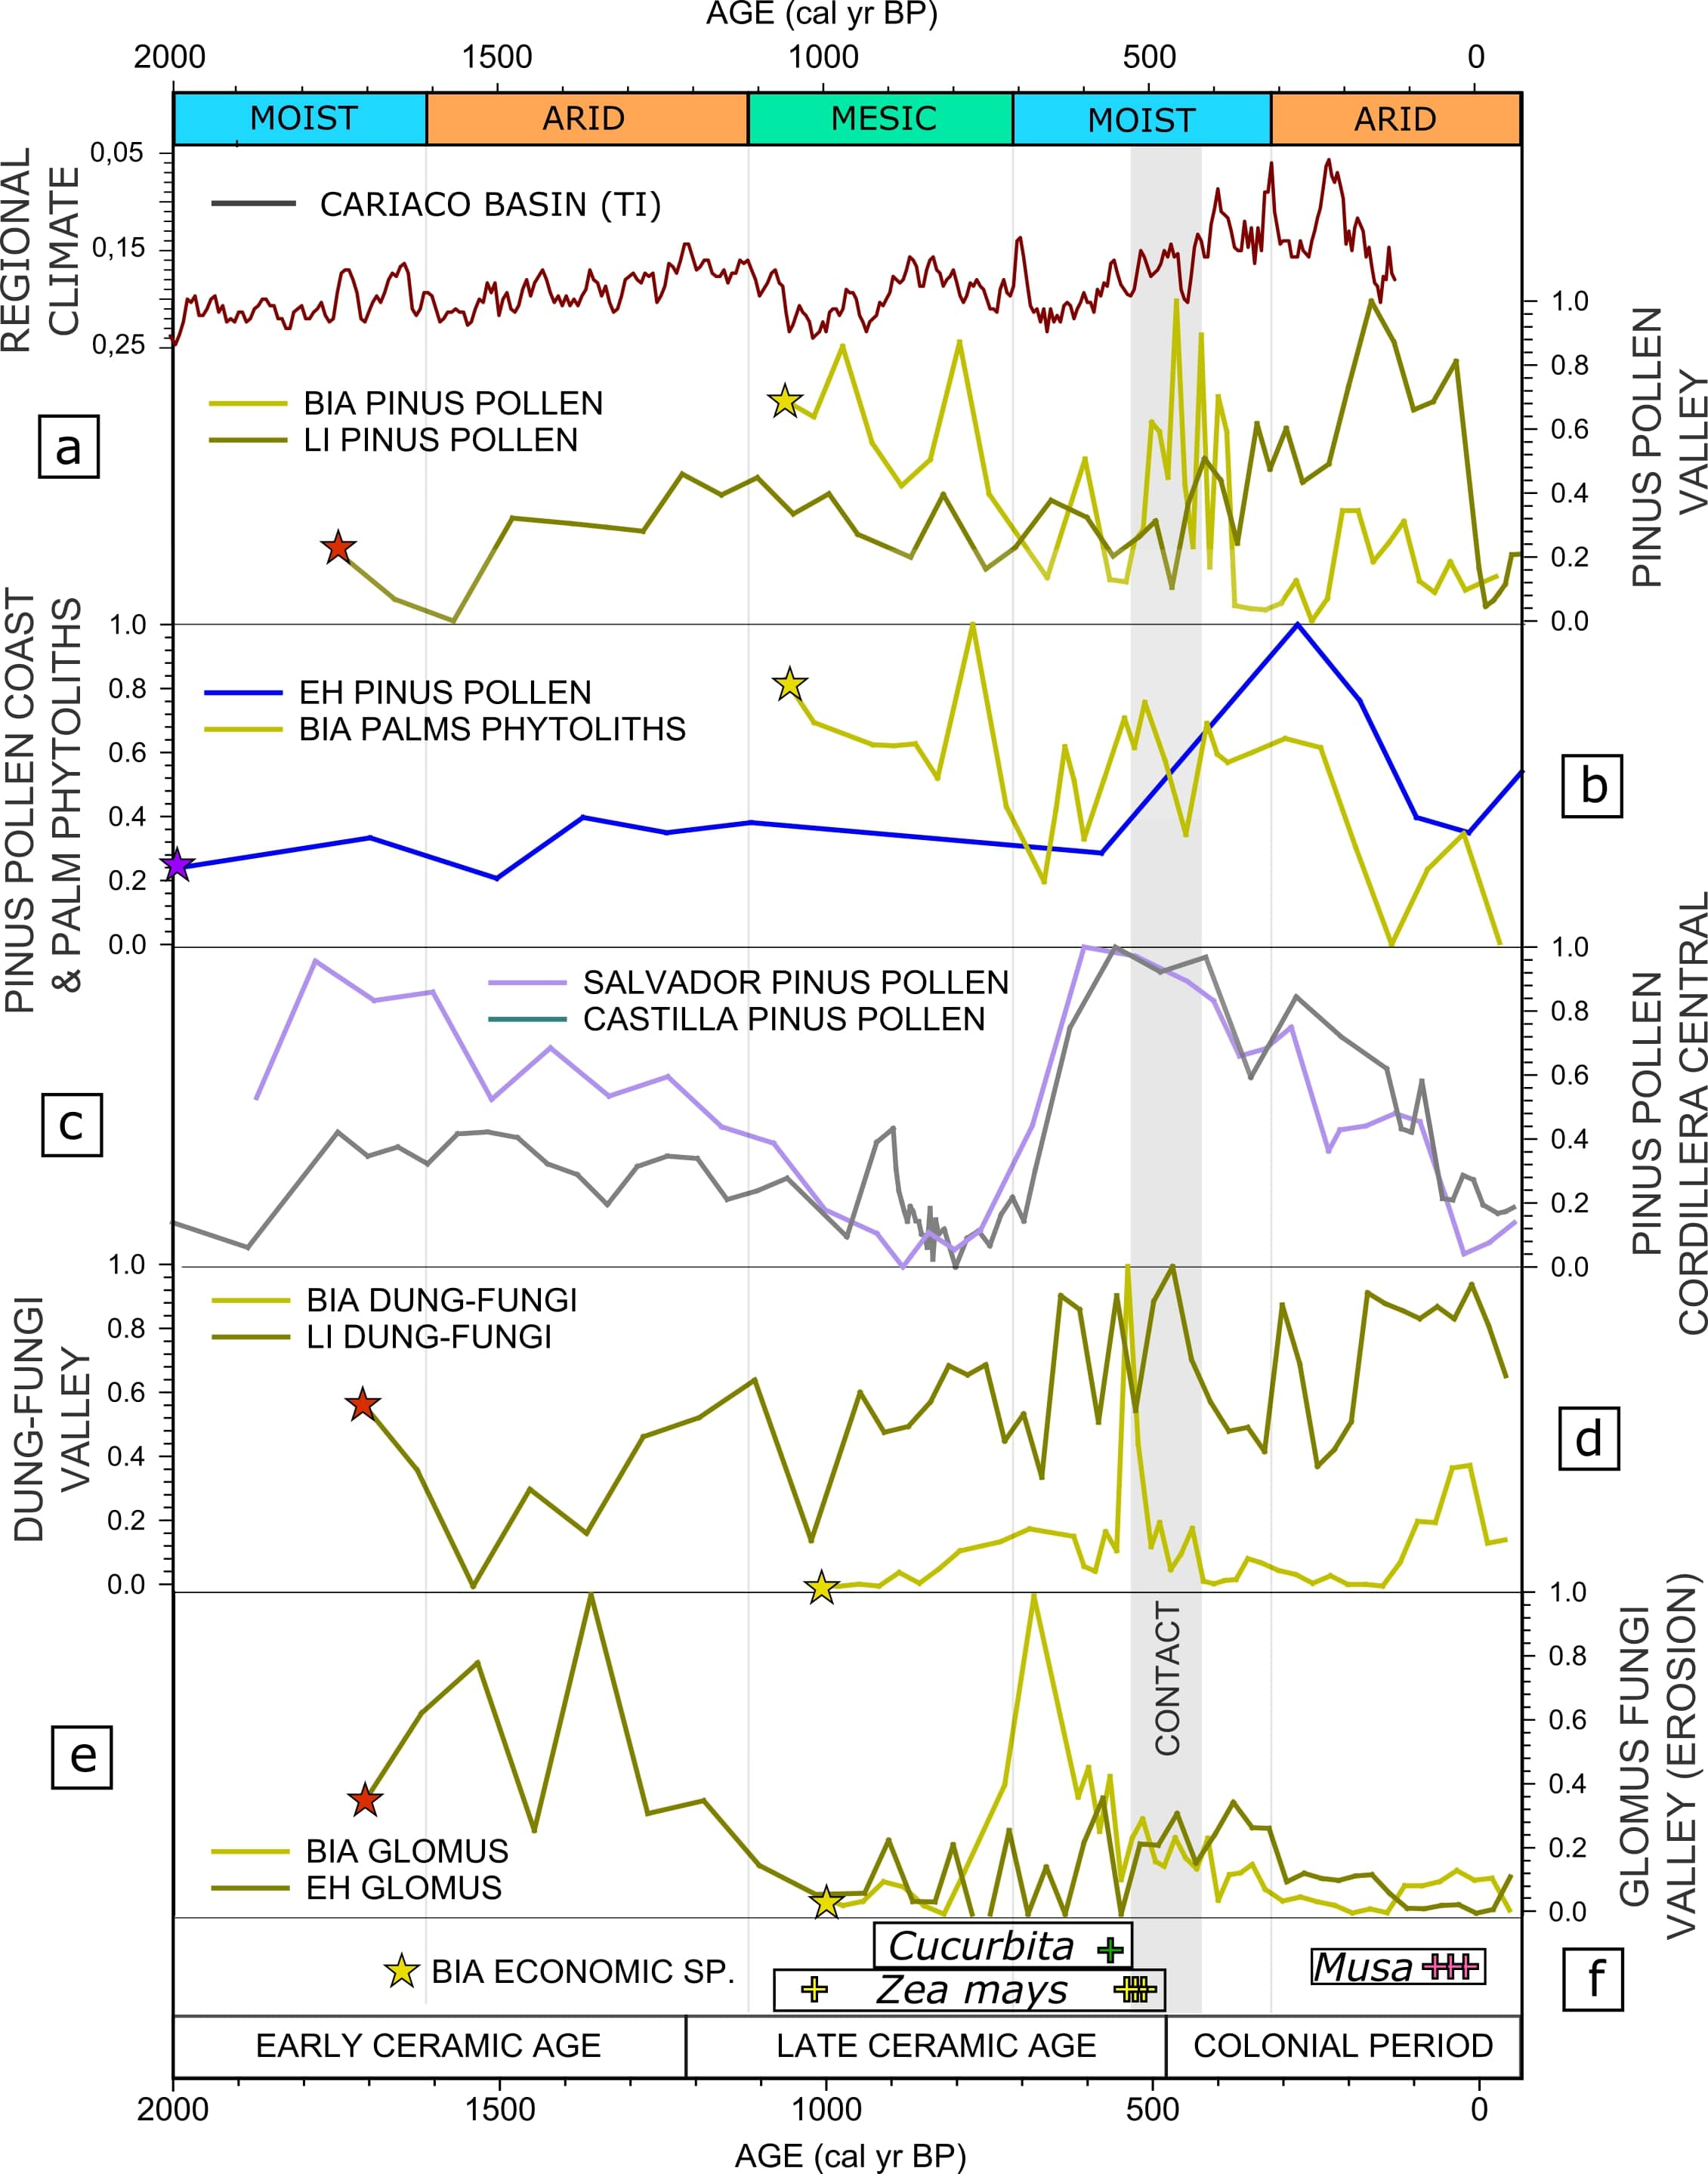 AGE (cal yr BP)
2000 1500 1000 500 0
MOIST ARID MESIC MOIST ARID
REGIONAL
CLIMATE
0,05
0,15
0,25
CARIACO BASIN (TI)
a
BIA PINUS POLLEN
LI PINUS POLLEN
1.0
0.8
0.6
0.4
0.2
0.0
PINUS POLLEN
VALLEY
PINUS POLLEN COAST
& PALM PHYTOLITHS
1.0
0.8
0.6
0.4
0.2
0.0
EH PINUS POLLEN
BIA PALMS PHYTOLITHS
b
c
SALVADOR PINUS POLLEN
CASTILLA PINUS POLLEN
1.0
0.8
0.6
0.4
0.2
0.0
PINUS POLLEN
CORDILLERA CENTRAL
DUNG-FUNGI
VALLEY
1.0
0.8
0.6
0.4
0.2
0.0
BIA DUNG-FUNGI
LI DUNG-FUNGI
d
e
CONTACT
BIA GLOMUS
EH GLOMUS
1.0
0.8
0.6
0.4
0.2
0.0
GLOMUS FUNGI
VALLEY (EROSION)
BIA ECONOMIC SP.
Cucurbita
Zea mays
Musa
f
EARLY CERAMIC AGE LATE CERAMIC AGE COLONIAL PERIOD
2000 1500 1000 500 0
AGE (cal yr BP)